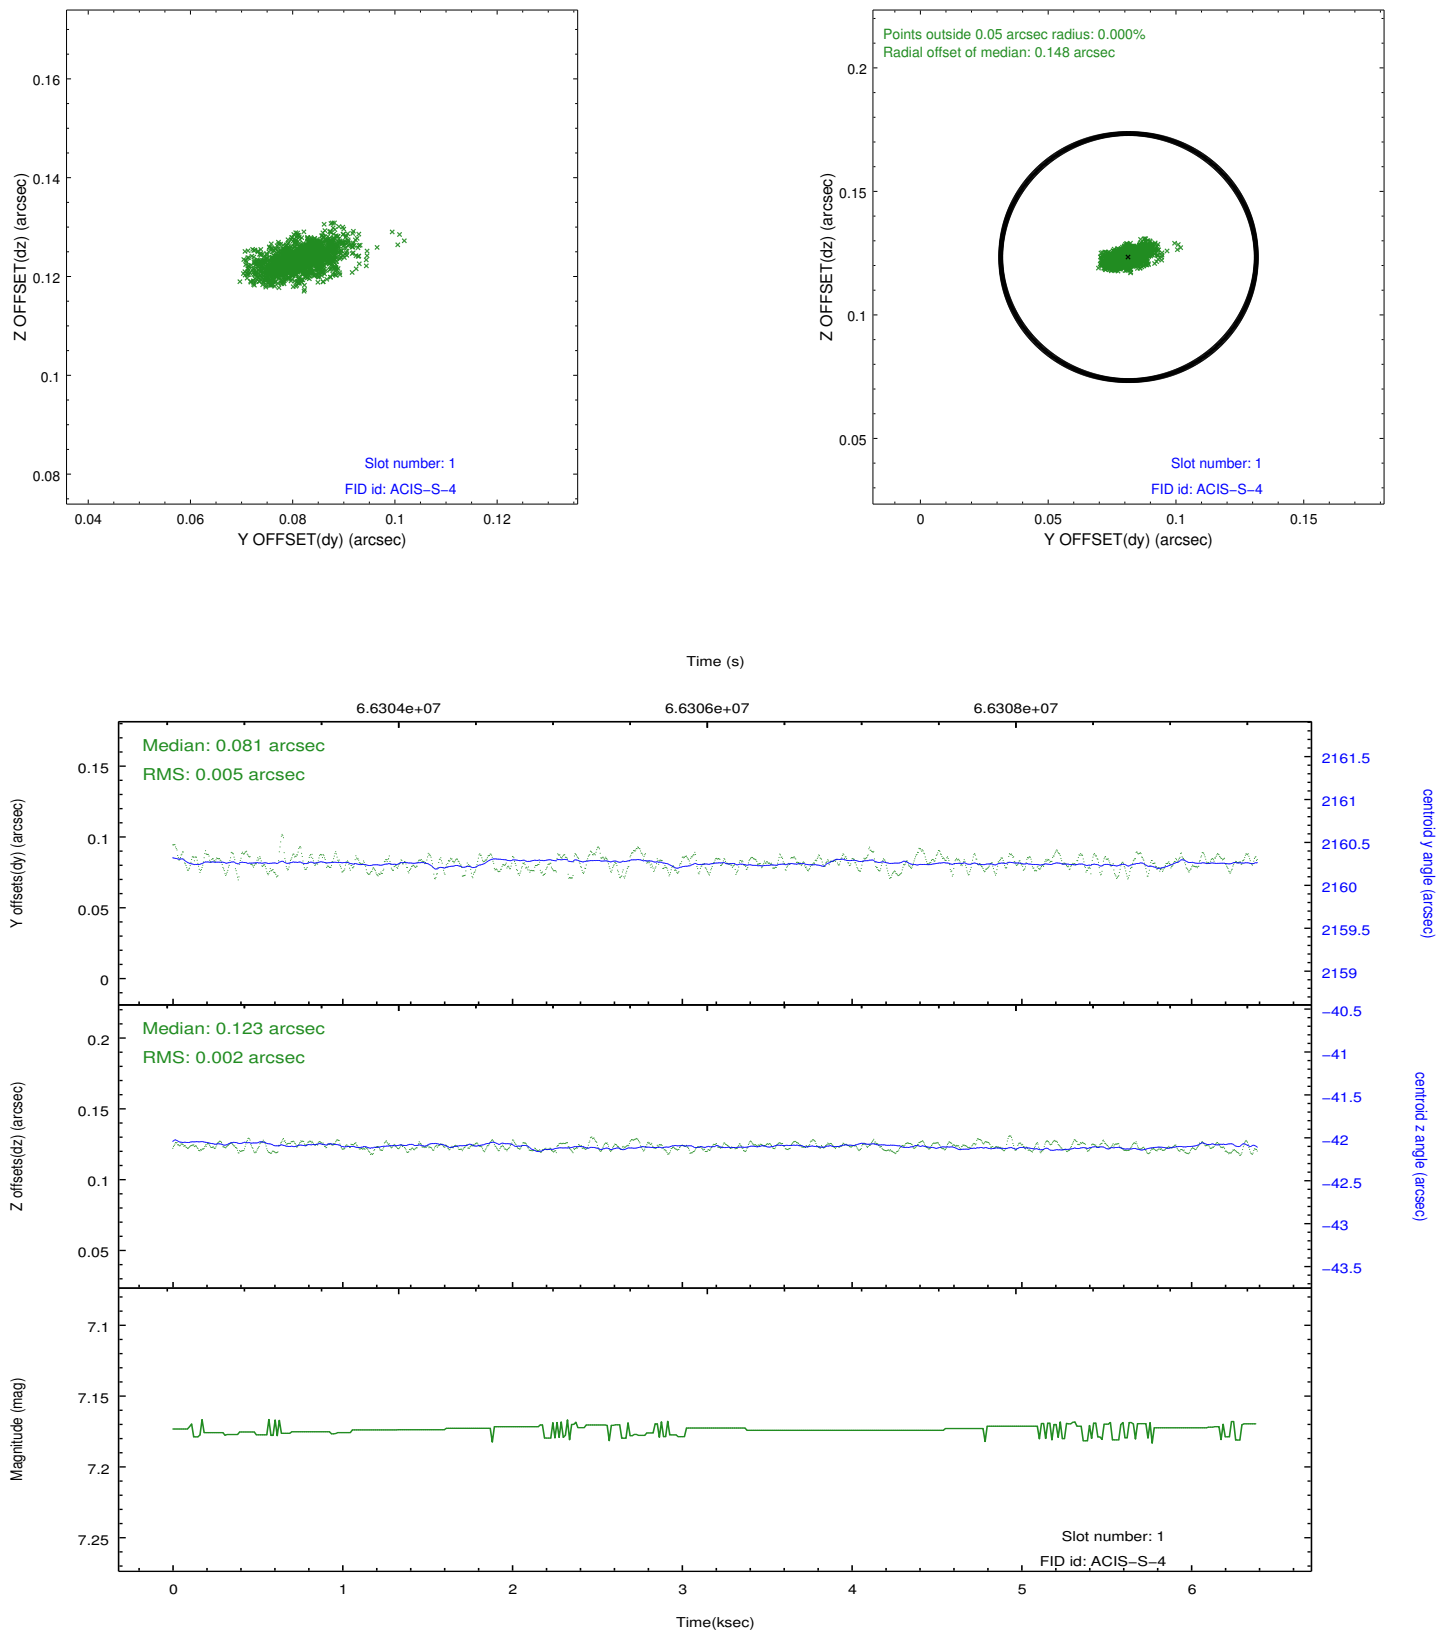 0.16
0.14
0.12
0.1
0.08
Z OFFSET(dz) (arcsec)
Slot number: 1
FID id: ACIS−S−4
0.04 0.06 0.08 0.1 0.12
Y OFFSET(dy) (arcsec)
Points outside 0.05 arcsec radius: 0.000%
Radial offset of median: 0.148 arcsec
0.2
0.15
0.1
0.05
Z OFFSET(dz) (arcsec)
Slot number: 1
FID id: ACIS−S−4
0 0.05 0.1 0.15
Y OFFSET(dy) (arcsec)
Time (s)
6.6304e+07 6.6306e+07 6.6308e+07
Median: 0.081 arcsec
RMS: 0.005 arcsec
0.15
0.1
0.05
0
Y offsets(dy) (arcsec)
2161.5
2161
2160.5
2160
2159.5
2159
centroid y angle (arcsec)
Median: 0.123 arcsec
RMS: 0.002 arcsec
0.2
0.15
0.1
0.05
Z offsets(dz) (arcsec)
−40.5
−41
−41.5
−42
−42.5
−43
−43.5
centroid z angle (arcsec)
7.1
7.15
7.2
7.25
Magnitude (mag)
Slot number: 1
FID id: ACIS−S−4
0 1 2 3 4 5 6
Time(ksec)